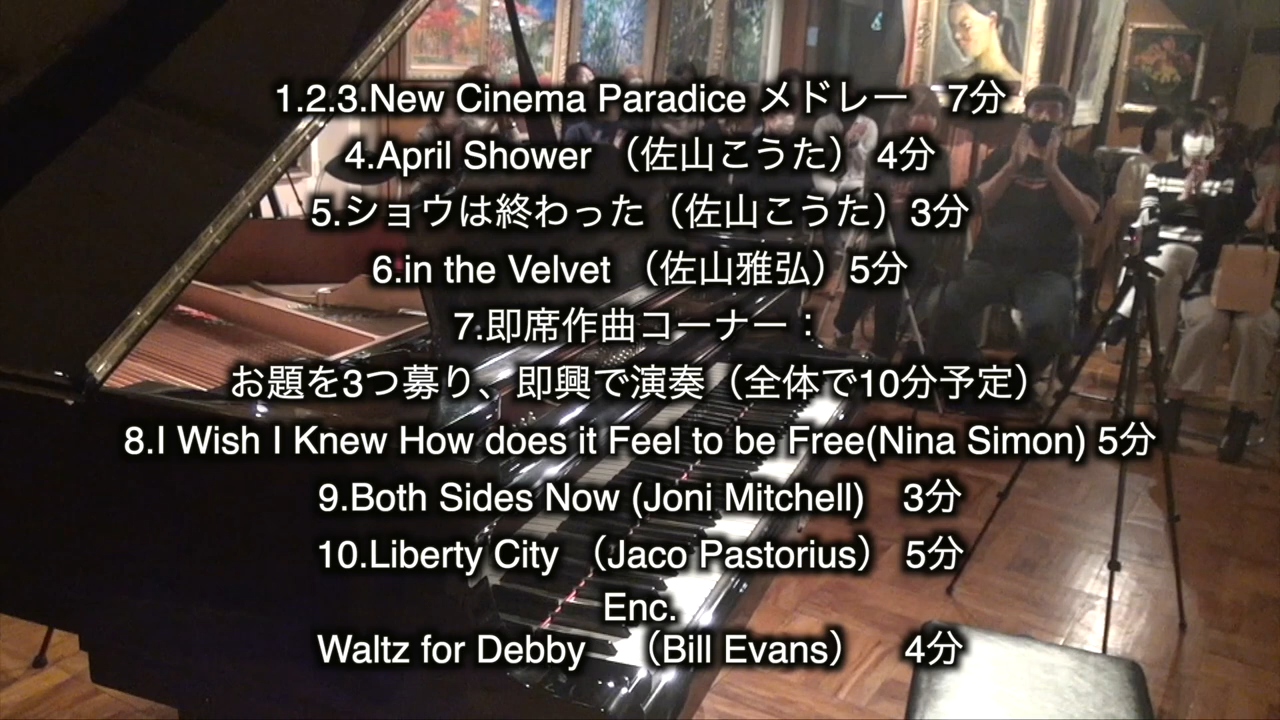 1.2.3.New Cinema Paradice メドレー　7分
4.April Shower （佐山こうた） 4分
5.ショウは終わった（佐山こうた）3分
6.in the Velvet （佐山雅弘）5分
7.即席作曲コーナー：
お題を3つ募り、即興で演奏（全体で10分予定）
8.I Wish I Knew How does it Feel to be Free(Nina Simon) 5分
9.Both Sides Now (Joni Mitchell)　3分
10.Liberty City （Jaco Pastorius） 5分
Enc.
Waltz for Debby　（Bill Evans）　4分